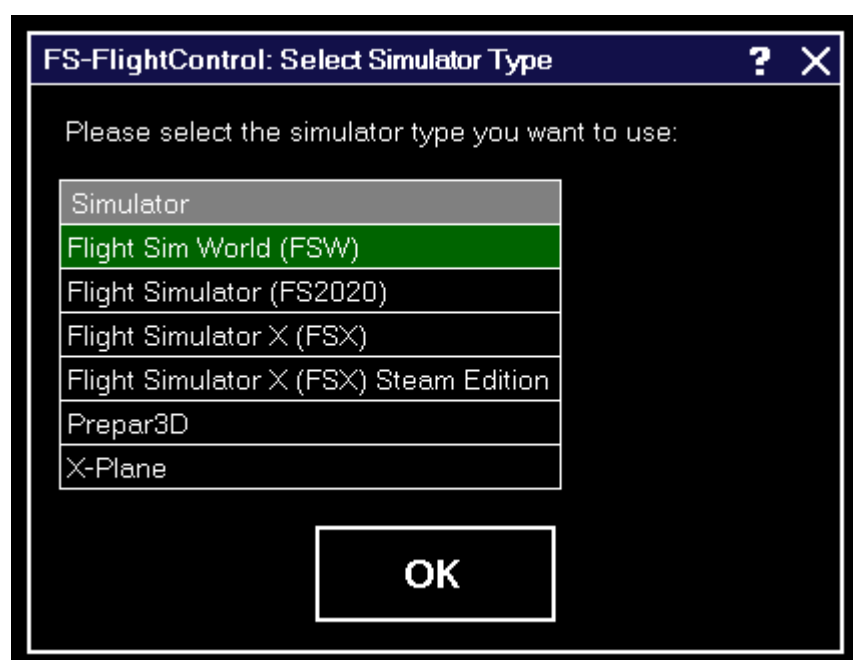 FS-FlightControl: Select Simulator Type ? X
Please select the simulator type you want to use:
Simulator
Flight Sim World (FSW)
Flight Simulator (FS2020)
Flight Simulator X (FSX)
Flight Simulator X (FSX) Steam Edition
Prepar3D
X-Plane
OK